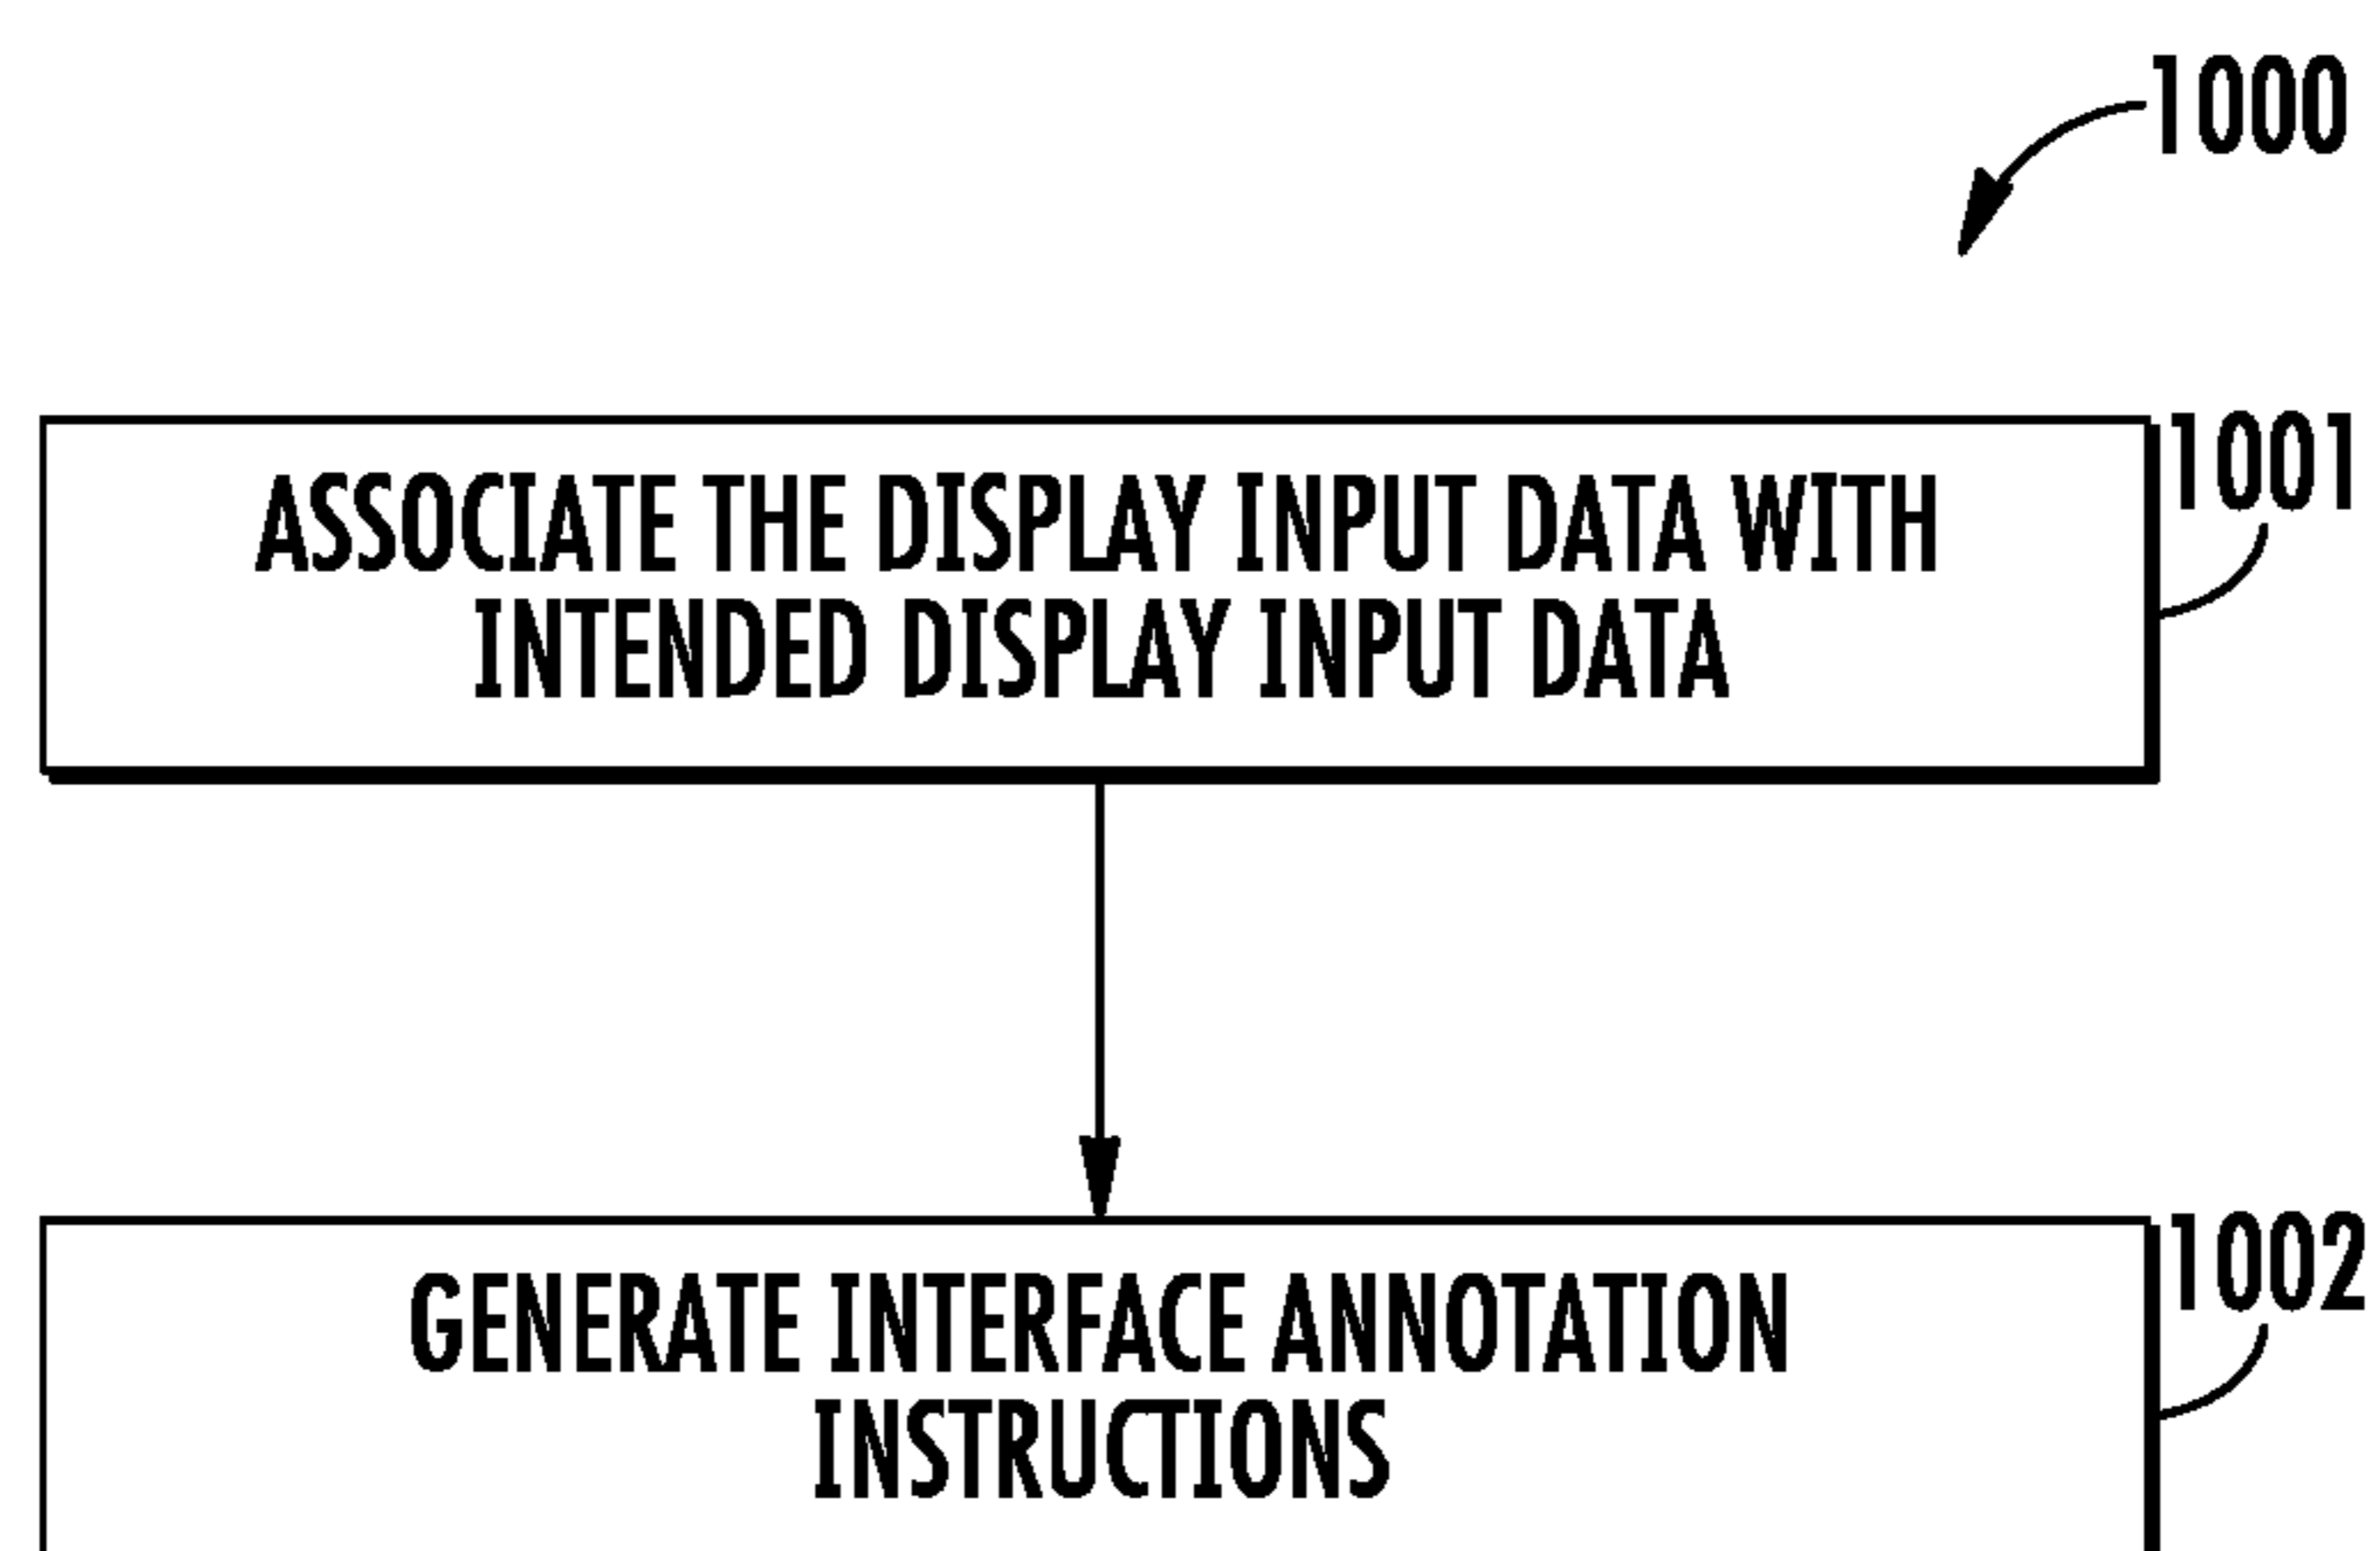 1000
1001
ASSOCIATE THE DISPLAY INPUT DATA WITH
INTENDED DISPLAY INPUT DATA
1002
GENERATE INTERFACE ANNOTATION
INSTRUCTIONS